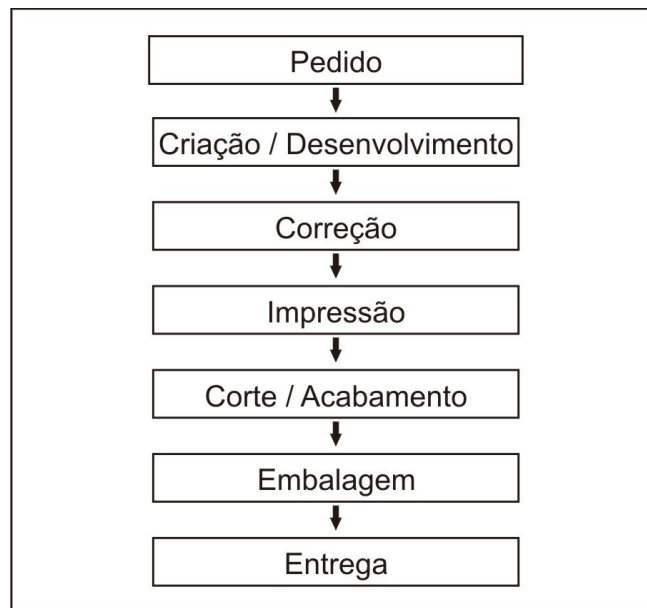 Pedido
Criação / Desenvolvimento
Correção
Impressão
Corte / Acabamento
Embalagem
Entrega